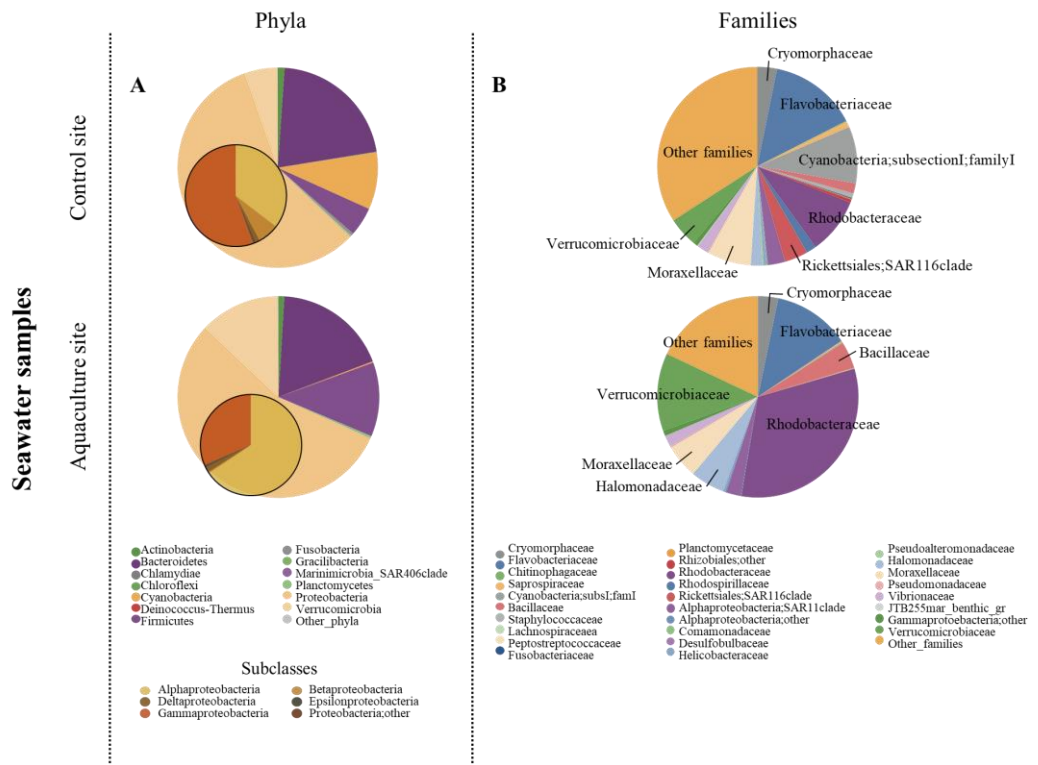 Phyla
Families
A
B
Seawater samples
Control site
Aquaculture site
Cryomorphaceae
Flavobacteriaceae
Other families
Cyanobacteria;subsectionI;familyI
Rhodobacteraceae
Verrucomicrobiaceae
Rickettsiales;SAR116clade
Moraxellaceae
Cryomorphaceae
Flavobacteriaceae
Other families
Bacillaceae
Verrucomicrobiaceae
Rhodobacteraceae
Moraxellaceae
Halomonadaceae
Actinobacteria
Bacteroidetes
Chlamydiae
Chloroflexi
Cyanobacteria
Deinococcus-Thermus
Firmicutes
Fusobacteria
Gracilibacteria
Marinimicrobia_SAR406clade
Planctomycetes
Proteobacteria
Verrucomicrobia
Other_phyla
Subclasses
Alphaproteobacteria
Deltaproteobacteria
Gammaproteobacteria
Betaproteobacteria
Epsilonproteobacteria
Proteobacteria;other
Cryomorphaceae
Flavobacteriaceae
Chitinophagaceae
Saprospiraceae
Cyanobacteria;subsI;famI
Bacillaceae
Staphylococcaceae
Lachnospiraceaea
Peptostreptococcaceae
Fusobacteriaceae
Planctomycetaceae
Rhizobiales;other
Rhodobacteraceae
Rhodospirillaceae
Rickettsiales;SAR116clade
Alphaproteobacteria;SAR11clade
Alphaproteobacteria;other
Comamonadaceae
Desulfobulbaceae
Helicobacteraceae
Pseudoalteromonadaceae
Halomonadaceae
Moraxellaceae
Pseudomonadaceae
Vibrionaceae
JTB255mar_benthic_gr
Gammaprotoebacteria;other
Verrucomicrobiaceae
Other_families